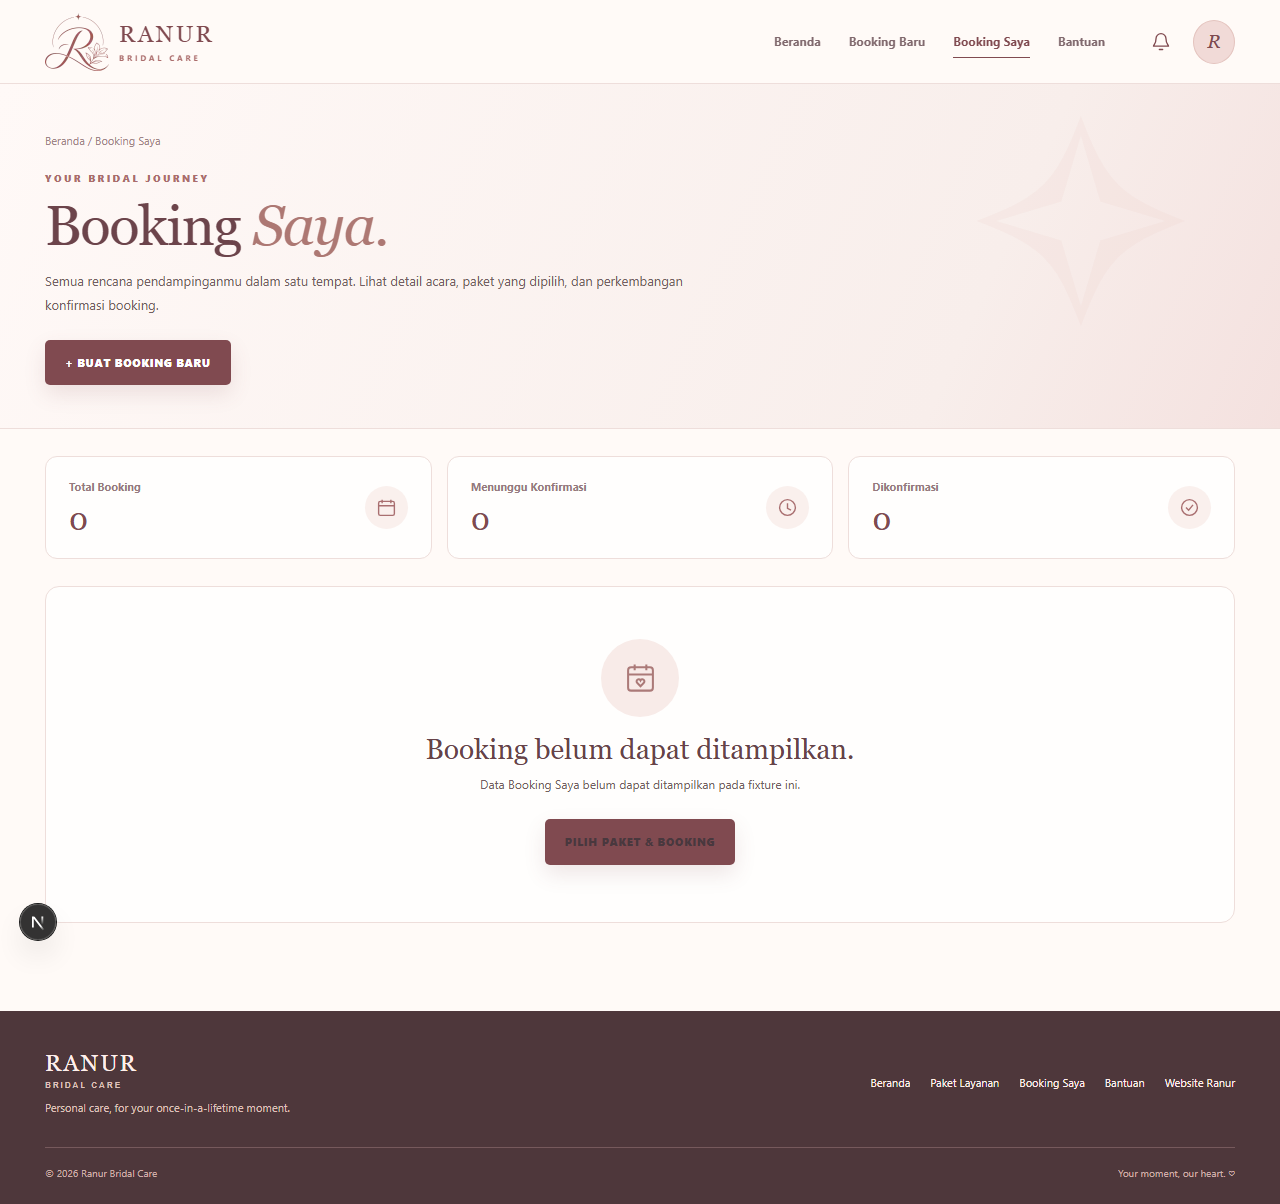 RANUR
BRIDAL CARE
Beranda
Booking Baru
Booking Saya
Bantuan
R
Beranda / Booking Saya
YOUR BRIDAL JOURNEY
Booking Saya.
Semua rencana pendampinganmu dalam satu tempat. Lihat detail acara, paket yang dipilih, dan perkembangan
konfirmasi booking.
+ BUAT BOOKING BARU
Total Booking
0
Menunggu Konfirmasi
0
Dikonfirmasi
0
Booking belum dapat ditampilkan.
Data Booking Saya belum dapat ditampilkan pada fixture ini.
PILIH PAKET & BOOKING
N
RANUR
BRIDAL CARE
Personal care, for your once-in-a-lifetime moment.
Beranda
Paket Layanan
Booking Saya
Bantuan
Website Ranur
© 2026 Ranur Bridal Care
Your moment, our heart. ♡